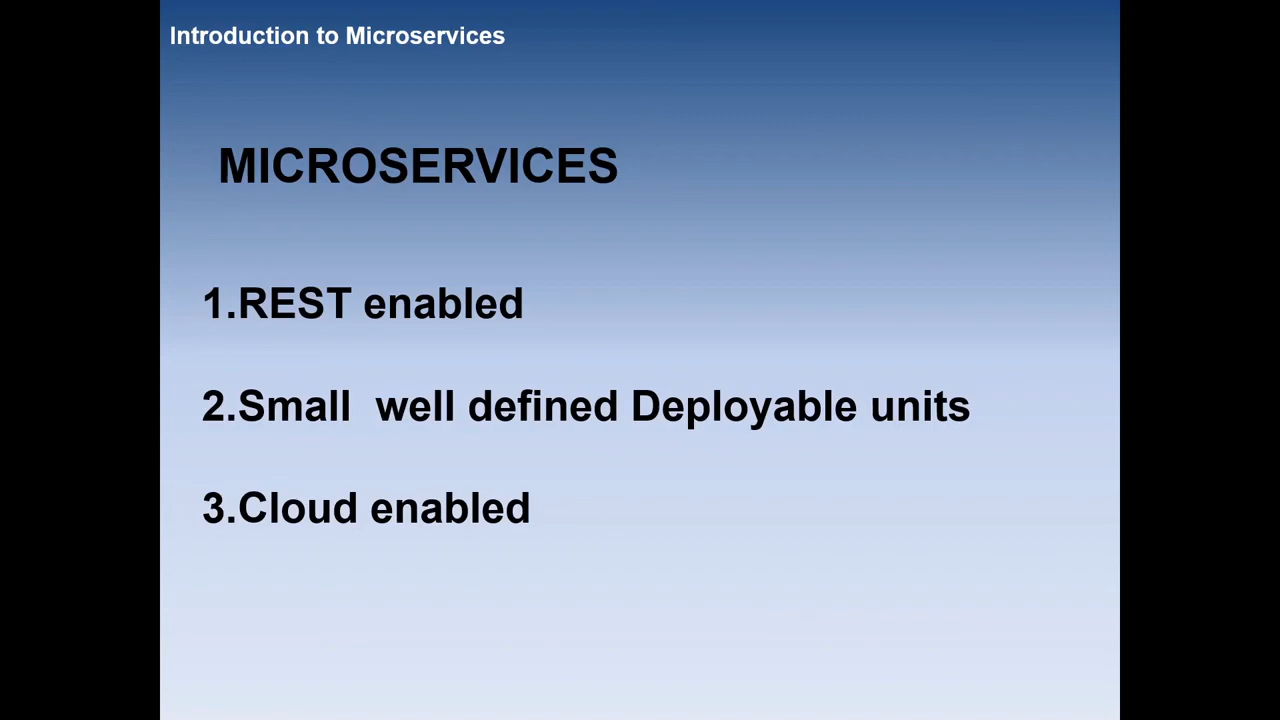 Introduction to Microservices
MICROSERVICES
1.REST enabled
2.Small  well defined Deployable units
3.Cloud enabled